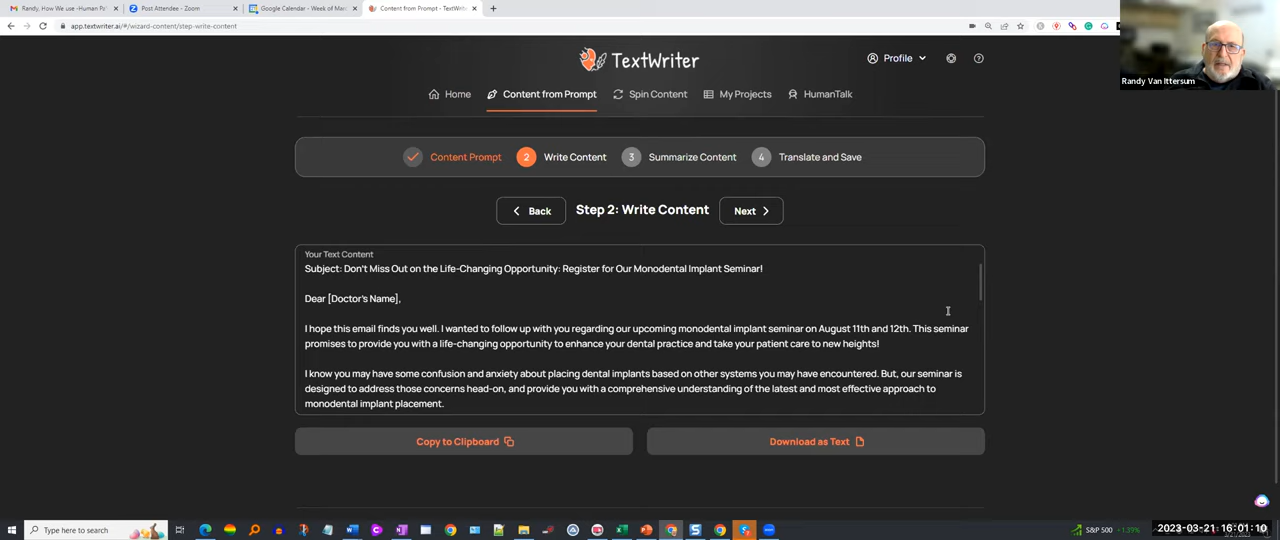 Randy, How We use -Human Pa
Post Attendee - Zoom
Google Calendar - Week of Mar
Content from Prompt - TextWrite
app.textwriter.ai/#/wizard-content/step-write-content
Randy Van Ittersum
TextWriter
Profile
Home
Content from Prompt
Spin Content
My Projects
HumanTalk
Content Prompt
2 Write Content
3 Summarize Content
4 Translate and Save
Back
Step 2: Write Content
Next
Your Text Content
Subject: Don't Miss Out on the Life-Changing Opportunity: Register for Our Monodental Implant Seminar!
Dear [Doctor's Name],
I hope this email finds you well. I wanted to follow up with you regarding our upcoming monodental implant seminar on August 11th and 12th. This seminar
promises to provide you with a life-changing opportunity to enhance your dental practice and take your patient care to new heights!
I know you may have some confusion and anxiety about placing dental implants based on other systems you may have encountered. But, our seminar is
designed to address those concerns head-on, and provide you with a comprehensive understanding of the latest and most effective approach to
monodental implant placement.
Copy to Clipboard
Download as Text
Type here to search
S&P 500 +1.39%
2023-03-21 16:01:10